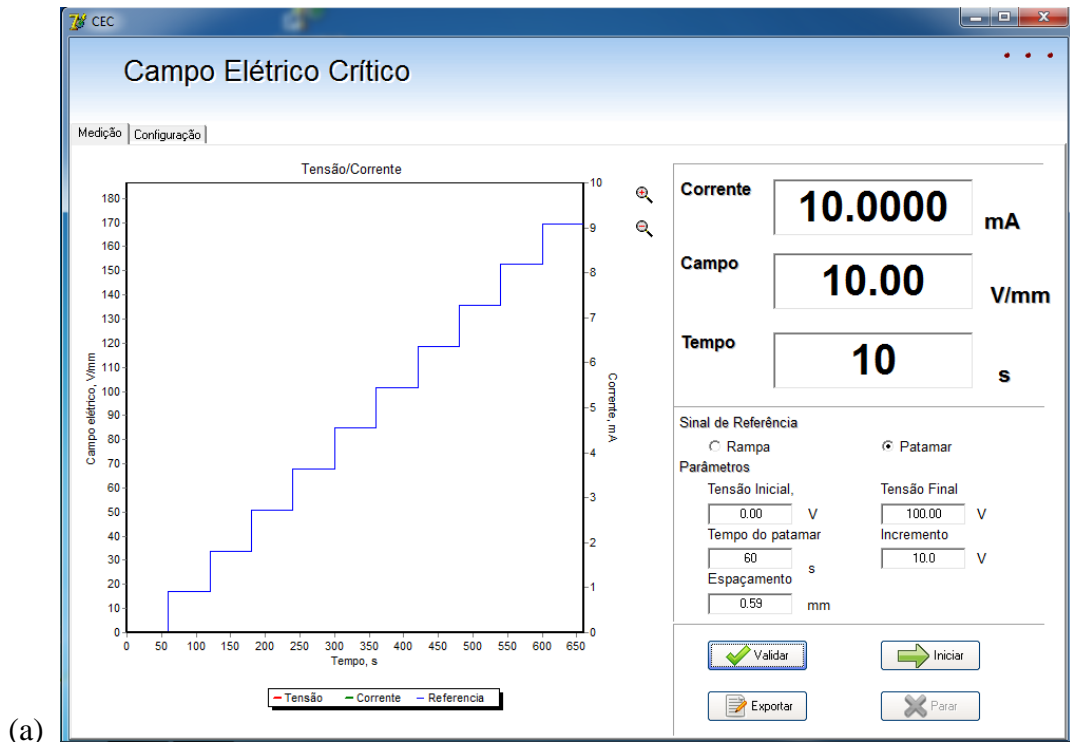 CEC
Campo Elétrico Crítico
Medição Configuração
Tensão/Corrente
180
170
160
150
140
130
120
110
100
90
80
70
60
50
40
30
20
10
0
Campo elétrico, V/mm
10
9
8
7
6
5
4
3
2
1
0
Corrente, mA
0 50 100 150 200 250 300 350 400 450 500 550 600 650
Tempo, s
Tensão Corrente Referencia
Corrente 10.0000 mA
Campo 10.00 V/mm
Tempo 10 s
Sinal de Referência
Rampa Patamar
Parâmetros
Tensão Inicial, Tensão Final
0.00 V 100.00 V
Tempo do patamar Incremento
60 s 10.0 V
Espaçamento
0.59 mm
Validar Iniciar
Exportar Parar
(a)